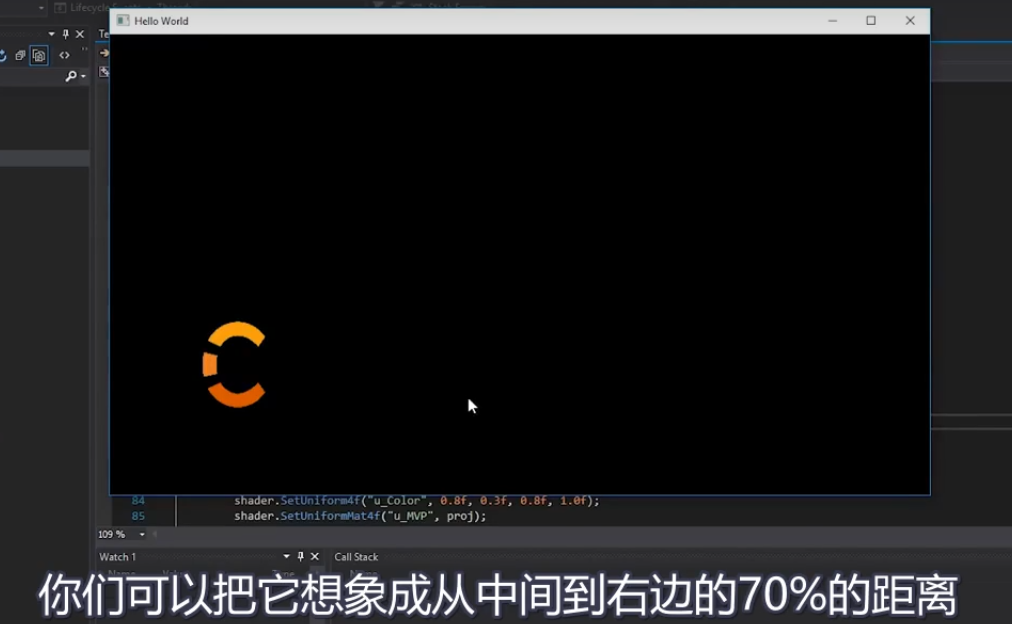 Hello World
84 shader.SetUniform4f("u_Color", 0.8f, 0.3f, 0.8f, 1.0f);
85 shader.SetUniformMat4f("u_MVP", proj);
109 %
Watch 1
Call Stack
你们可以把它想象成从中间到右边的70%的距离